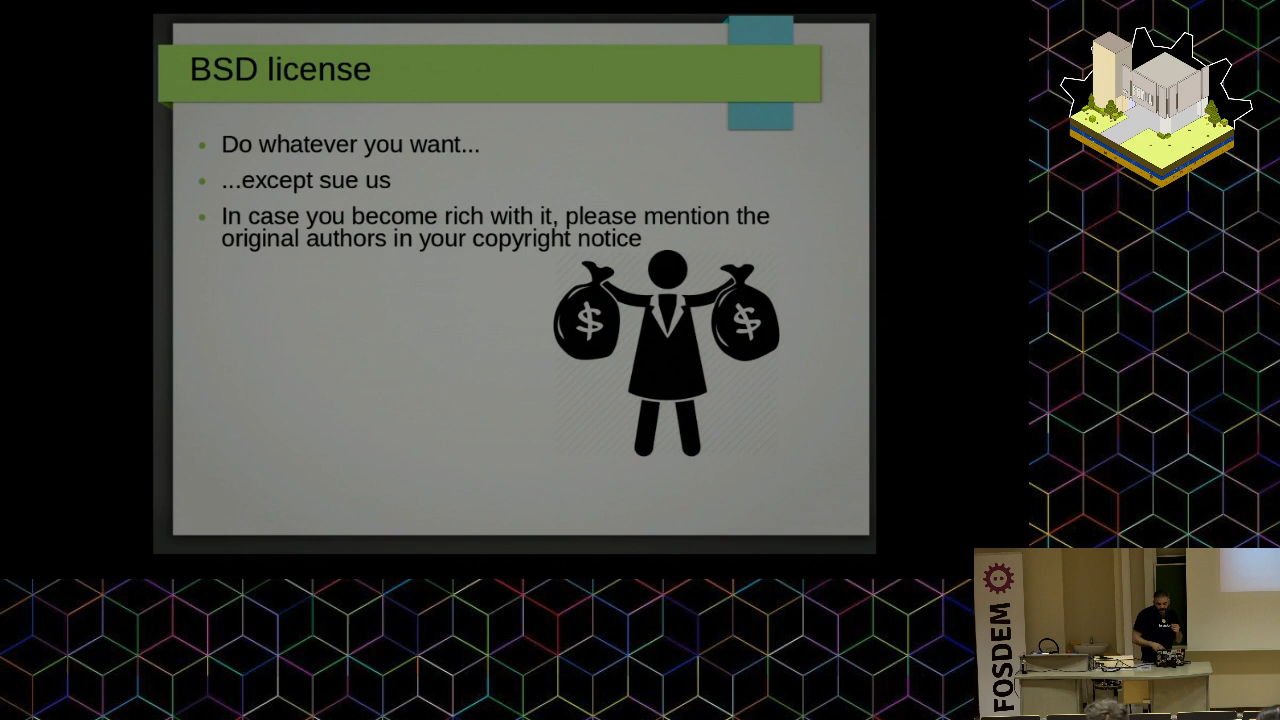 BSD license
Do whatever you want...
...except sue us
In case you become rich with it, please mention the
original authors in your copyright notice
$ $
FOSDEM